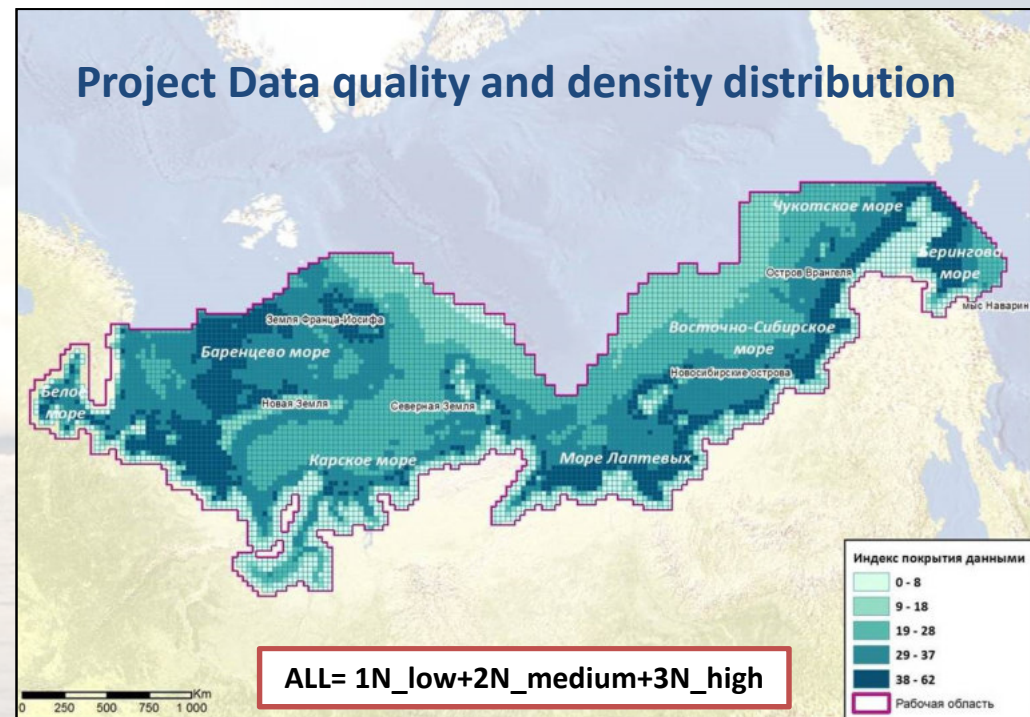 Project Data quality and density distribution
Чукотское море
Берингово
море
Остров Врангеля
мыс Наварин
Земля Франца-Иосифа
Восточно-Сибирское
море
Баренцево море
Новосибирские острова
Белое
море
Новая Земля
Северная Земля
Карское море
Море Лаптевых
Индекс покрытия данными
0 - 8
9 - 18
19 - 28
29 - 37
38 - 62
Рабочая область
ALL= 1N_low+2N_medium+3N_high
Km
0 250 500 750 1 000